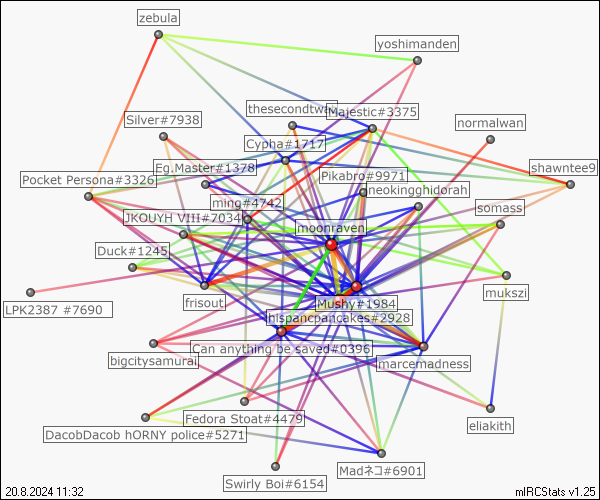 zebula
yoshimanden
thesecondtw
Majestic#3375
Silver#7938
normalwan
Cypha#1717
Eg.Master#1378
Pikabro#9971
shawntee9
Pocket Persona#3326
neokingghidorah
ming#4742
JKOUYH VIII#7034
somass
moonraven
Duck#1245
mukszi
frisout
LPK2387 #7690
Mushy#1984
hispancpancakes#2928
Can anything be saved#0396
bigcitysamurai
marcemadness
Fedora Stoat#4479
eliakith
DacobDacob hORNY police#5271
Madネコ#6901
Swirly Boi#6154
20.8.2024 11:32
mIRCStats v1.25